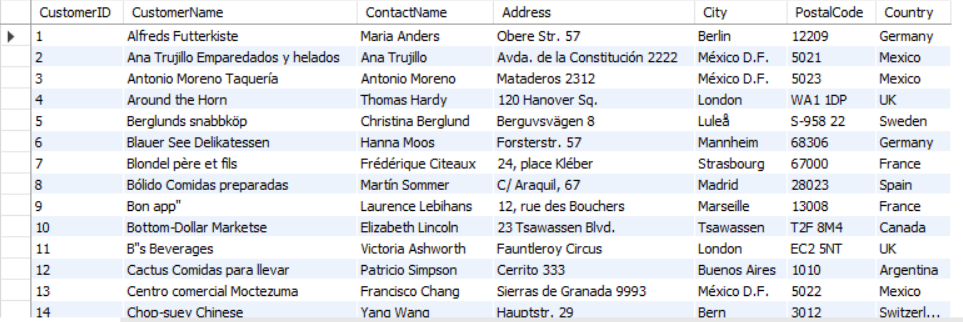 CustomerID CustomerName ContactName Address City PostalCode Country
1 Alfreds Futterkiste Maria Anders Obere Str. 57 Berlin 12209 Germany
2 Ana Trujillo Emparedados y helados Ana Trujillo Avda. de la Constitución 2222 México D.F. 5021 Mexico
3 Antonio Moreno Taquería Antonio Moreno Mataderos 2312 México D.F. 5023 Mexico
4 Around the Horn Thomas Hardy 120 Hanover Sq. London WA1 1DP UK
5 Berglunds snabbköp Christina Berglund Berguvsvägen 8 Luleå S-958 22 Sweden
6 Blauer See Delikatessen Hanna Moos Forsterstr. 57 Mannheim 68306 Germany
7 Blondel père et fils Frédérique Citeaux 24, place Kléber Strasbourg 67000 France
8 Bólido Comidas preparadas Martín Sommer C/ Araquil, 67 Madrid 28023 Spain
9 Bon app" Laurence Lebihans 12, rue des Bouchers Marseille 13008 France
10 Bottom-Dollar Marketse Elizabeth Lincoln 23 Tsawassen Blvd. Tsawassen T2F 8M4 Canada
11 B"s Beverages Victoria Ashworth Fauntleroy Circus London EC2 5NT UK
12 Cactus Comidas para llevar Patricio Simpson Cerrito 333 Buenos Aires 1010 Argentina
13 Centro comercial Moctezuma Francisco Chang Sierras de Granada 9993 México D.F. 5022 Mexico
14 Chop-suey Chinese Yang Wang Hauptstr. 29 Bern 3012 Switzerl...